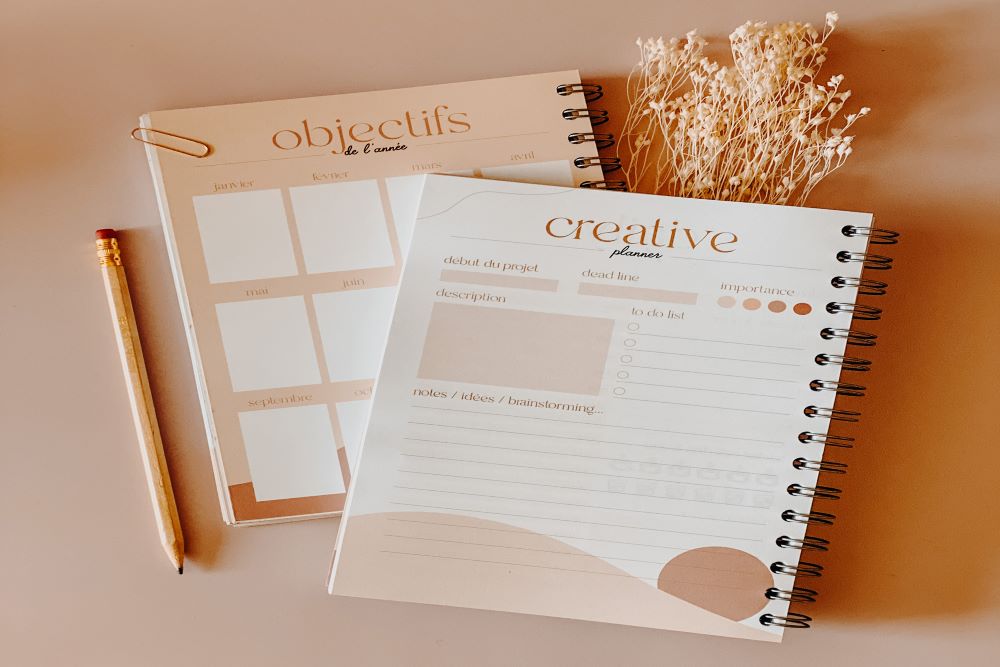 objectifs
de l'année
janvier février mars avril
mai juin
septembre oc
creative
planner
début du projet dead line importance
description
to do list
notes / idées / brainstorming...